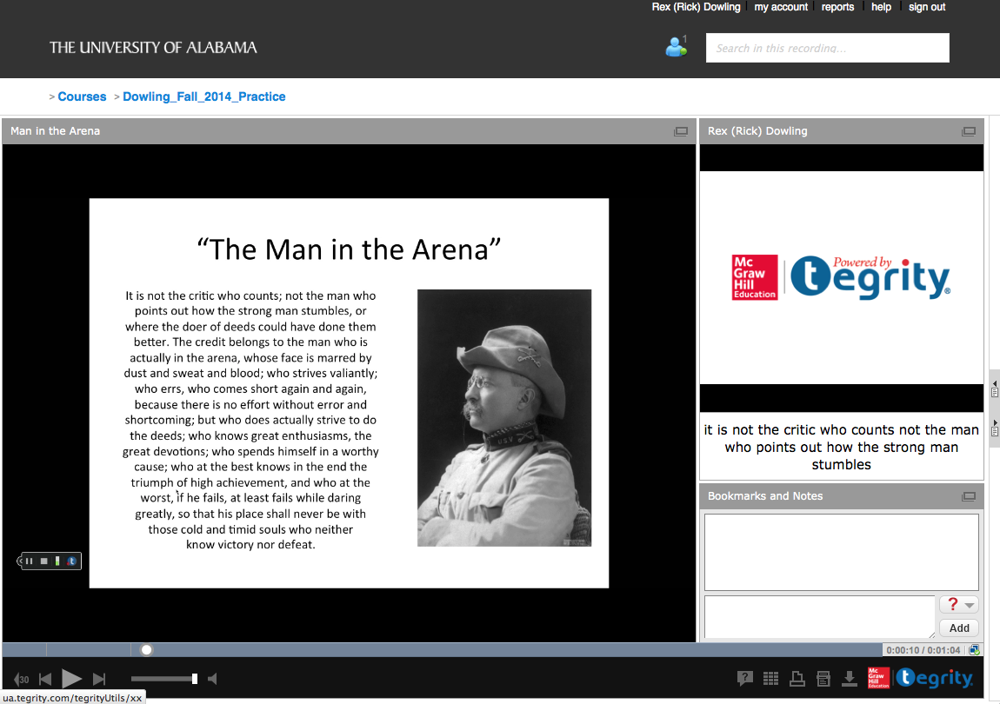 Rex (Rick) Dowling my account reports help sign out
THE UNIVERSITY OF ALABAMA
1
Search in this recording...
> Courses > Dowling_Fall_2014_Practice
Man in the Arena
Rex (Rick) Dowling
“The Man in the Arena”
It is not the critic who counts; not the man who
points out how the strong man stumbles, or
where the doer of deeds could have done them
better. The credit belongs to the man who is
actually in the arena, whose face is marred by
dust and sweat and blood; who strives valiantly;
who errs, who comes short again and again,
because there is no effort without error and
shortcoming; but who does actually strive to do
the deeds; who knows great enthusiasms, the
great devotions; who spends himself in a worthy
cause; who at the best knows in the end the
triumph of high achievement, and who at the
worst, if he fails, at least fails while daring
greatly, so that his place shall never be with
those cold and timid souls who neither
know victory nor defeat.
USV
t
Mc
Graw
Hill
Education
Powered by
tegrity®
it is not the critic who counts not the man
who points out how the strong man
stumbles
Bookmarks and Notes
?
Add
0:00:10 / 0:01:04
30
?
Mc
Graw
Hill
Education
tegrity
ua.tegrity.com/tegrityUtils/xx